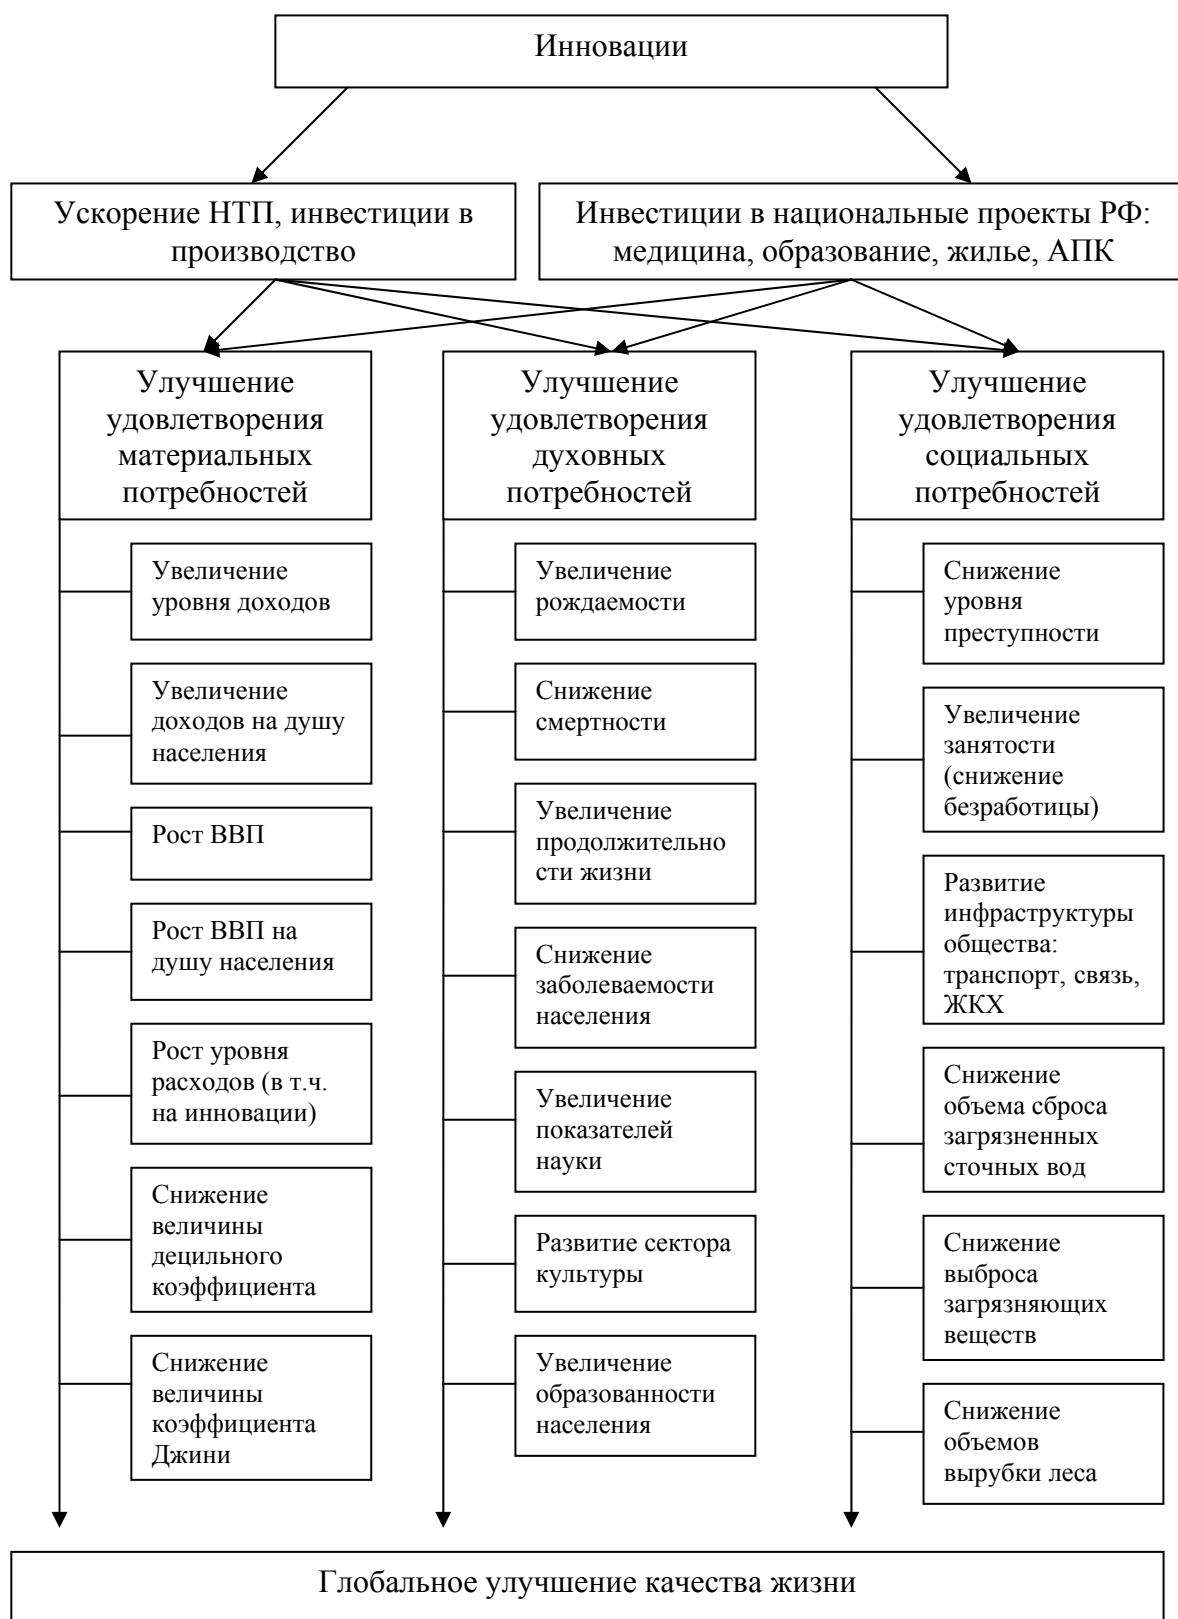 Инновации
Ускорение НТП, инвестиции в
производство
Инвестиции в национальные проекты РФ:
медицина, образование, жилье, АПК
Улучшение
удовлетворения
материальных
потребностей
Увеличение
уровня доходов
Увеличение
доходов на душу
населения
Рост ВВП
Рост ВВП на
душу населения
Рост уровня
расходов (в т.ч.
на инновации)
Снижение
величины
децильного
коэффициента
Снижение
величины
коэффициента
Джини
Улучшение
удовлетворения
духовных
потребностей
Увеличение
рождаемости
Снижение
смертности
Увеличение
продолжительно
сти жизни
Снижение
заболеваемости
населения
Увеличение
показателей
науки
Развитие сектора
культуры
Увеличение
образованности
населения
Улучшение
удовлетворения
социальных
потребностей
Снижение
уровня
преступности
Увеличение
занятости
(снижение
безработицы)
Развитие
инфраструктуры
общества:
транспорт, связь,
ЖКХ
Снижение
объема сброса
загрязненных
сточных вод
Снижение
выброса
загрязняющих
веществ
Снижение
объемов
вырубки леса
Глобальное улучшение качества жизни